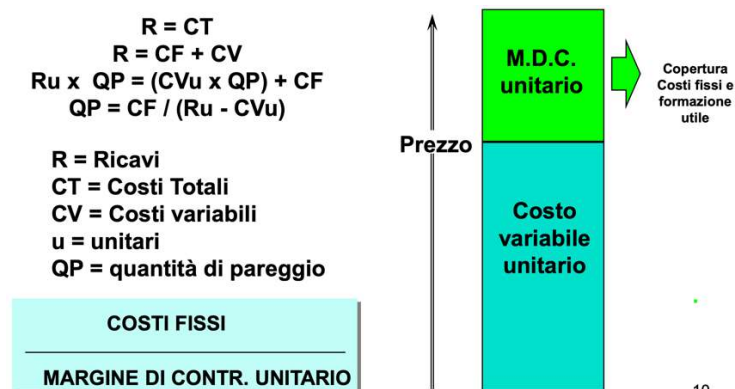 R = CT
R = CF + CV
Ru x QP = (CVu x QP) + CF
QP = CF / (Ru - CVu)
R = Ricavi
CT = Costi Totali
CV = Costi variabili
u = unitari
QP = quantità di pareggio
COSTI FISSI
MARGINE DI CONTR. UNITARIO
Prezzo
M.D.C.
unitario
Costo
variabile
unitario
Copertura
Costi fissi e
formazione
utile